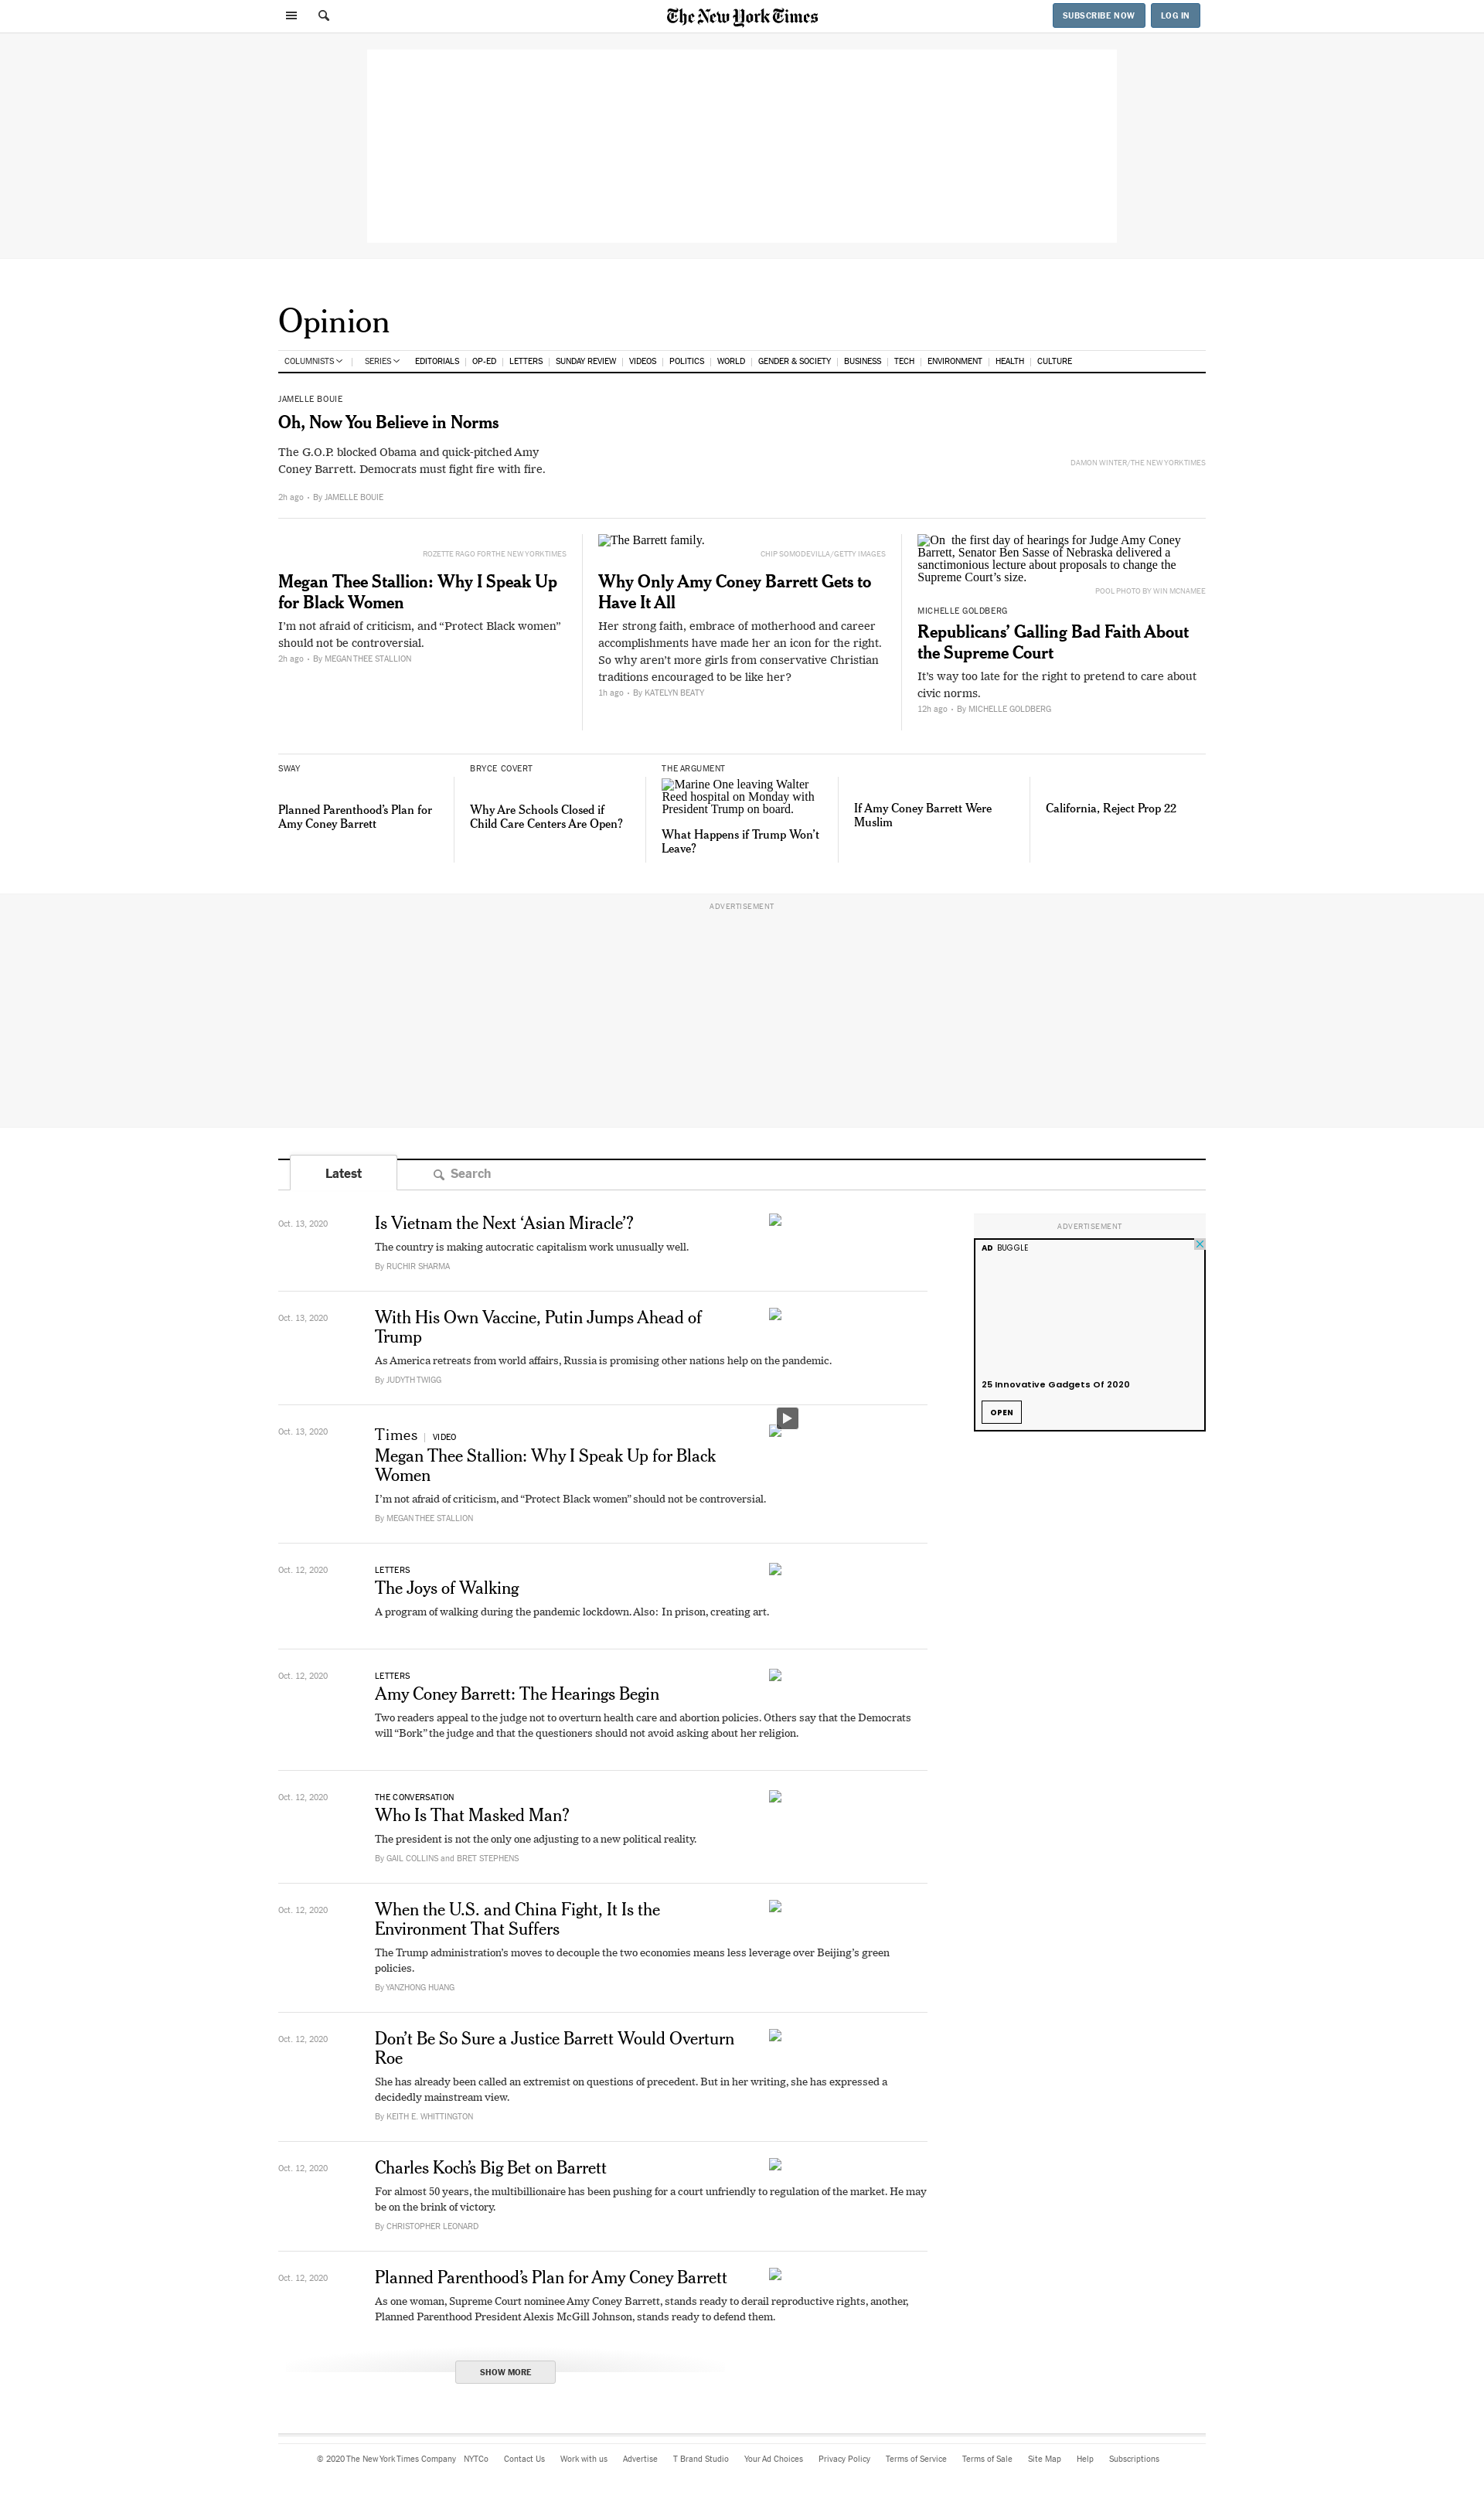 The New York Times
SUBSCRIBE NOW
LOG IN
Opinion
COLUMNISTS
SERIES
EDITORIALS
OP-ED
LETTERS
SUNDAY REVIEW
VIDEOS
POLITICS
WORLD
GENDER & SOCIETY
BUSINESS
TECH
ENVIRONMENT
HEALTH
CULTURE
JAMELLE BOUIE
Oh, Now You Believe in Norms
The G.O.P. blocked Obama and quick-pitched Amy
Coney Barrett. Democrats must fight fire with fire.
2h ago • By JAMELLE BOUIE
DAMON WINTER/THE NEW YORK TIMES
ROZETTE RAGO FOR THE NEW YORK TIMES
Megan Thee Stallion: Why I Speak Up
for Black Women
I’m not afraid of criticism, and “Protect Black women”
should not be controversial.
2h ago • By MEGAN THEE STALLION
The Barrett family.
CHIP SOMODEVILLA/GETTY IMAGES
Why Only Amy Coney Barrett Gets to
Have It All
Her strong faith, embrace of motherhood and career
accomplishments have made her an icon for the right.
So why aren’t more girls from conservative Christian
traditions encouraged to be like her?
1h ago • By KATELYN BEATY
On the first day of hearings for Judge Amy Coney
Barrett, Senator Ben Sasse of Nebraska delivered a
sanctimonious lecture about proposals to change the
Supreme Court’s size.
POOL PHOTO BY WIN MCNAMEE
MICHELLE GOLDBERG
Republicans’ Galling Bad Faith About
the Supreme Court
It’s way too late for the right to pretend to care about
civic norms.
12h ago • By MICHELLE GOLDBERG
SWAY
Planned Parenthood’s Plan for
Amy Coney Barrett
BRYCE COVERT
Why Are Schools Closed if
Child Care Centers Are Open?
THE ARGUMENT
Marine One leaving Walter
Reed hospital on Monday with
President Trump on board.
What Happens if Trump Won’t
Leave?
If Amy Coney Barrett Were
Muslim
California, Reject Prop 22
ADVERTISEMENT
Latest
Search
Oct. 13, 2020
Is Vietnam the Next ‘Asian Miracle’?
The country is making autocratic capitalism work unusually well.
By RUCHIR SHARMA
Oct. 13, 2020
With His Own Vaccine, Putin Jumps Ahead of
Trump
As America retreats from world affairs, Russia is promising other nations help on the pandemic.
By JUDYTH TWIGG
Oct. 13, 2020
Times | VIDEO
Megan Thee Stallion: Why I Speak Up for Black
Women
I’m not afraid of criticism, and “Protect Black women” should not be controversial.
By MEGAN THEE STALLION
Oct. 12, 2020
LETTERS
The Joys of Walking
A program of walking during the pandemic lockdown. Also: In prison, creating art.
Oct. 12, 2020
LETTERS
Amy Coney Barrett: The Hearings Begin
Two readers appeal to the judge not to overturn health care and abortion policies. Others say that the Democrats
will “Bork” the judge and that the questioners should not avoid asking about her religion.
Oct. 12, 2020
THE CONVERSATION
Who Is That Masked Man?
The president is not the only one adjusting to a new political reality.
By GAIL COLLINS and BRET STEPHENS
Oct. 12, 2020
When the U.S. and China Fight, It Is the
Environment That Suffers
The Trump administration’s moves to decouple the two economies means less leverage over Beijing’s green
policies.
By YANZHONG HUANG
Oct. 12, 2020
Don’t Be So Sure a Justice Barrett Would Overturn
Roe
She has already been called an extremist on questions of precedent. But in her writing, she has expressed a
decidedly mainstream view.
By KEITH E. WHITTINGTON
Oct. 12, 2020
Charles Koch’s Big Bet on Barrett
For almost 50 years, the multibillionaire has been pushing for a court unfriendly to regulation of the market. He may
be on the brink of victory.
By CHRISTOPHER LEONARD
Oct. 12, 2020
Planned Parenthood’s Plan for Amy Coney Barrett
As one woman, Supreme Court nominee Amy Coney Barrett, stands ready to derail reproductive rights, another,
Planned Parenthood President Alexis McGill Johnson, stands ready to defend them.
SHOW MORE
ADVERTISEMENT
AD BUGGLE
25 Innovative Gadgets Of 2020
OPEN
© 2020 The New York Times Company
NYTCo
Contact Us
Work with us
Advertise
T Brand Studio
Your Ad Choices
Privacy Policy
Terms of Service
Terms of Sale
Site Map
Help
Subscriptions